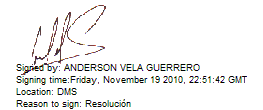 Signed by: ANDERSON VELA GUERRERO
Signing time:Friday, November 19 2010, 22:51:42 GMT
Location: DMS
Reason to sign: Resolución